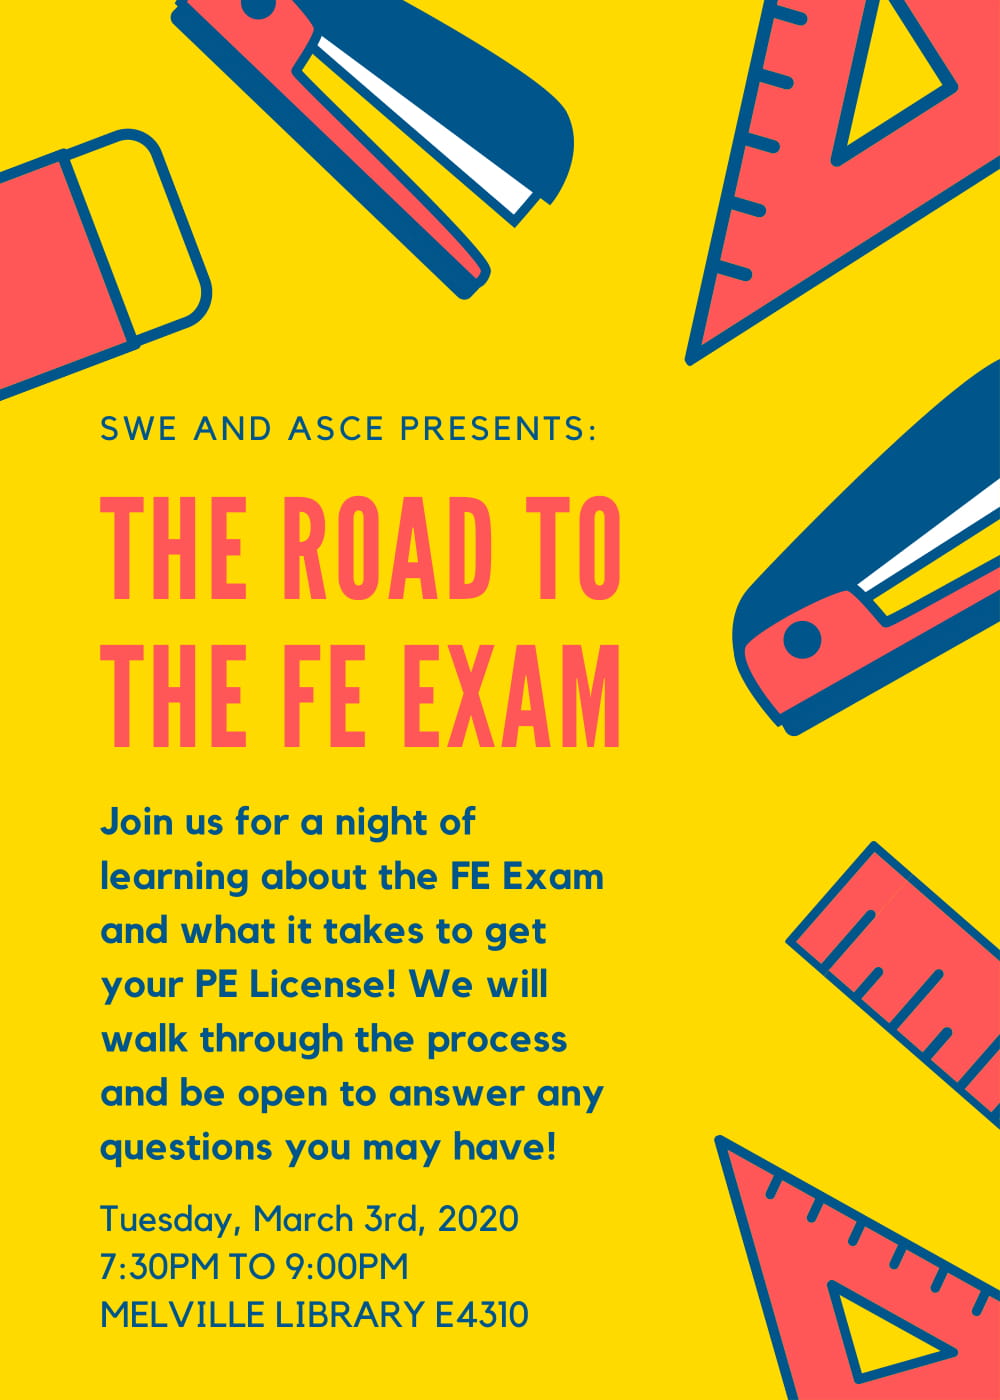 SWE AND ASCE PRESENTS:
THE ROAD TO
THE FE EXAM
Join us for a night of
learning about the FE Exam
and what it takes to get
your PE License! We will
walk through the process
and be open to answer any
questions you may have!
Tuesday, March 3rd, 2020
7:30PM TO 9:00PM
MELVILLE LIBRARY E4310